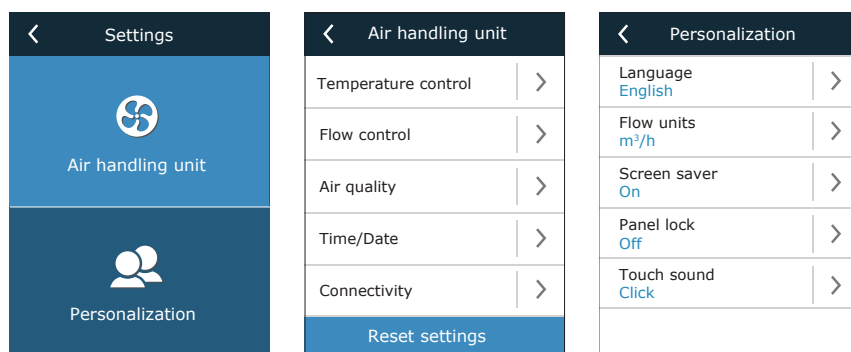 Settings
Air handling unit
Personalization
Air handling unit
Temperature control
Flow control
Air quality
Time/Date
Connectivity
Reset settings
Personalization
Language
English
Flow units
m³/h
Screen saver
On
Panel lock
Off
Touch sound
Click